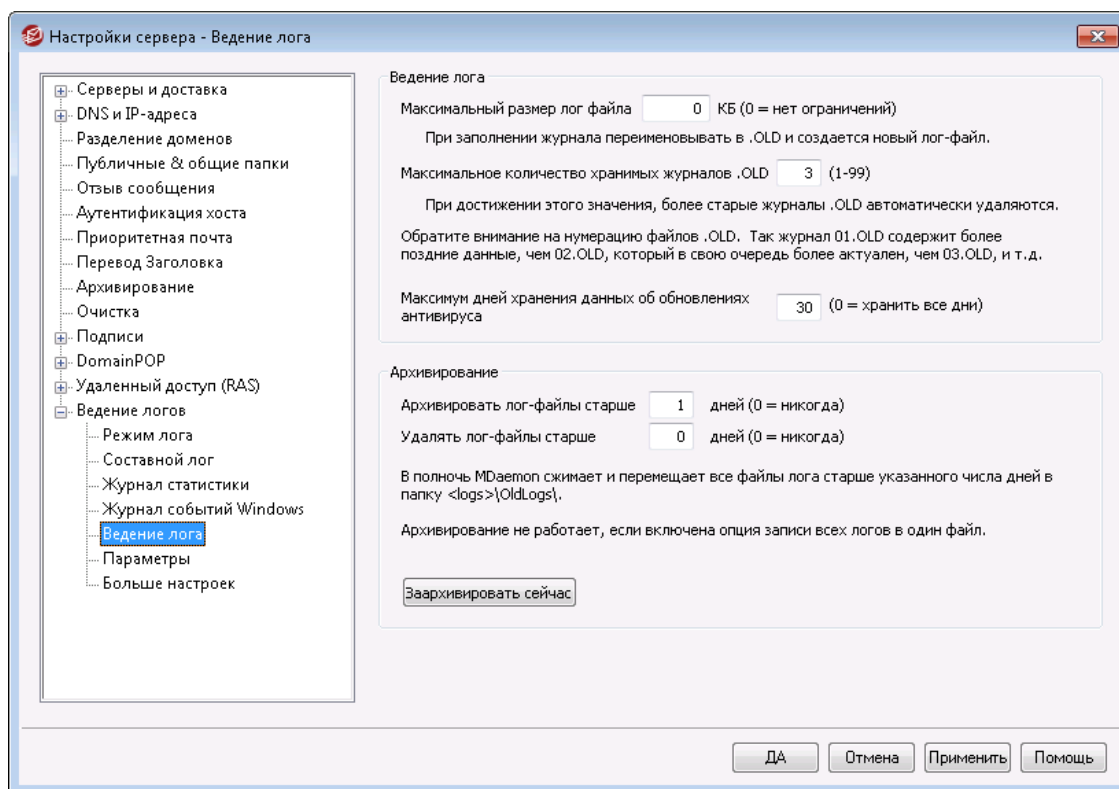 Настройки сервера - Ведение лога
Серверы и доставка
DNS и IP-адреса
Разделение доменов
Публичные & общие папки
Отзыв сообщения
Аутентификация хоста
Приоритетная почта
Перевод Заголовка
Архивирование
Очистка
Подписи
DomainPOP
Удаленный доступ (RAS)
Ведение логов
Режим лога
Составной лог
Журнал статистики
Журнал событий Windows
Ведение лога
Параметры
Больше настроек
Ведение лога
Максимальный размер лог файла 0 КБ (0 = нет ограничений)
При заполнении журнала переименовывать в .OLD и создается новый лог-файл.
Максимальное количество хранимых журналов .OLD 3 (1-99)
При достижении этого значения, более старые журналы .OLD автоматически удаляются.
Обратите внимание на нумерацию файлов .OLD. Так журнал 01.OLD содержит более
поздние данные, чем 02.OLD, который в свою очередь более актуален, чем 03.OLD, и т.д.
Максимум дней хранения данных об обновлениях
антивируса 30 (0 = хранить все дни)
Архивирование
Архивировать лог-файлы старше 1 дней (0 = никогда)
Удалять лог-файлы старше 0 дней (0 = никогда)
В полночь MDaemon сжимает и перемещает все файлы лога старше указанного числа дней в
папку <logs>\OldLogs\.
Архивирование не работает, если включена опция записи всех логов в один файл.
Заархивировать сейчас
ДА Отмена Применить Помощь